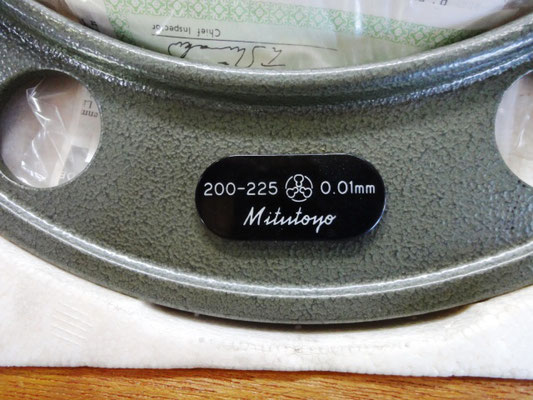 Chief Inspector
200-225 0.01mm
Mitutoyo